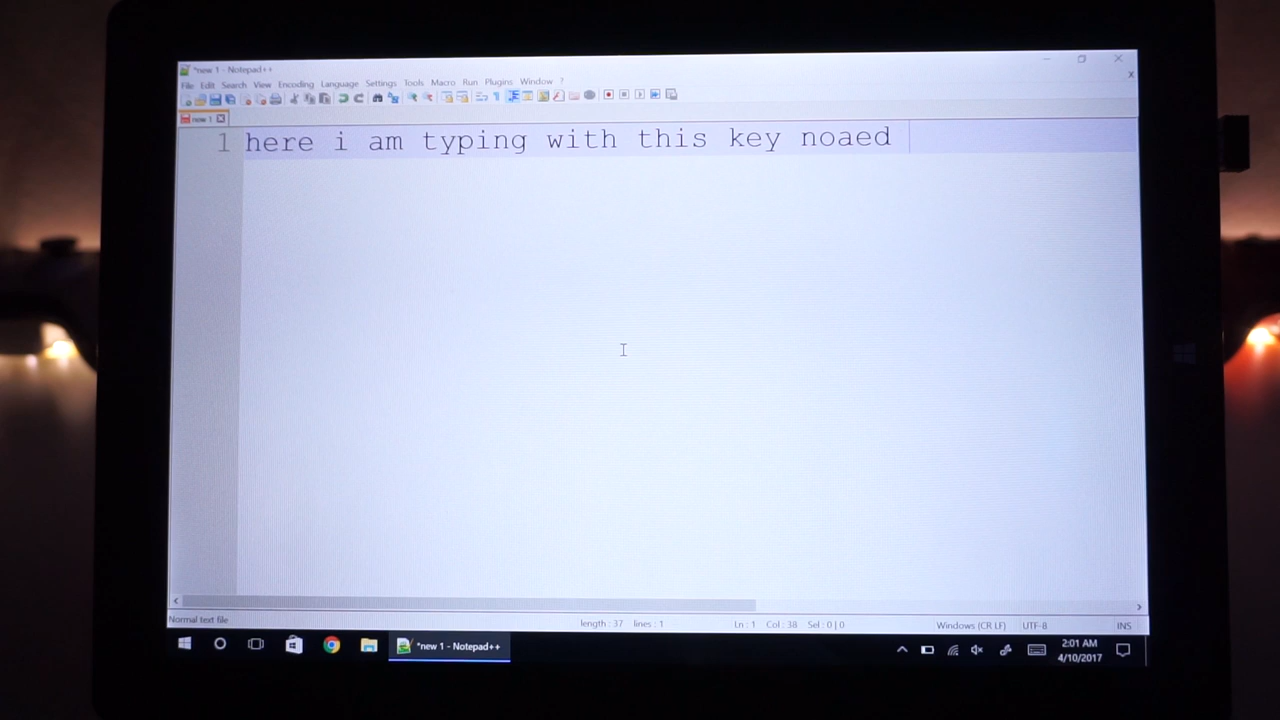 *new 1 - Notepad++
File Edit Search View Encoding Language Settings Tools Macro Run Plugins Window ?
X
new 1
1 here i am typing with this key noaed
Normal text file length : 37 lines : 1 Ln : 1 Col : 38 Sel : 0 | 0 Windows (CR LF) UTF-8 INS
*new 1 - Notepad++
2:01 AM
4/10/2017